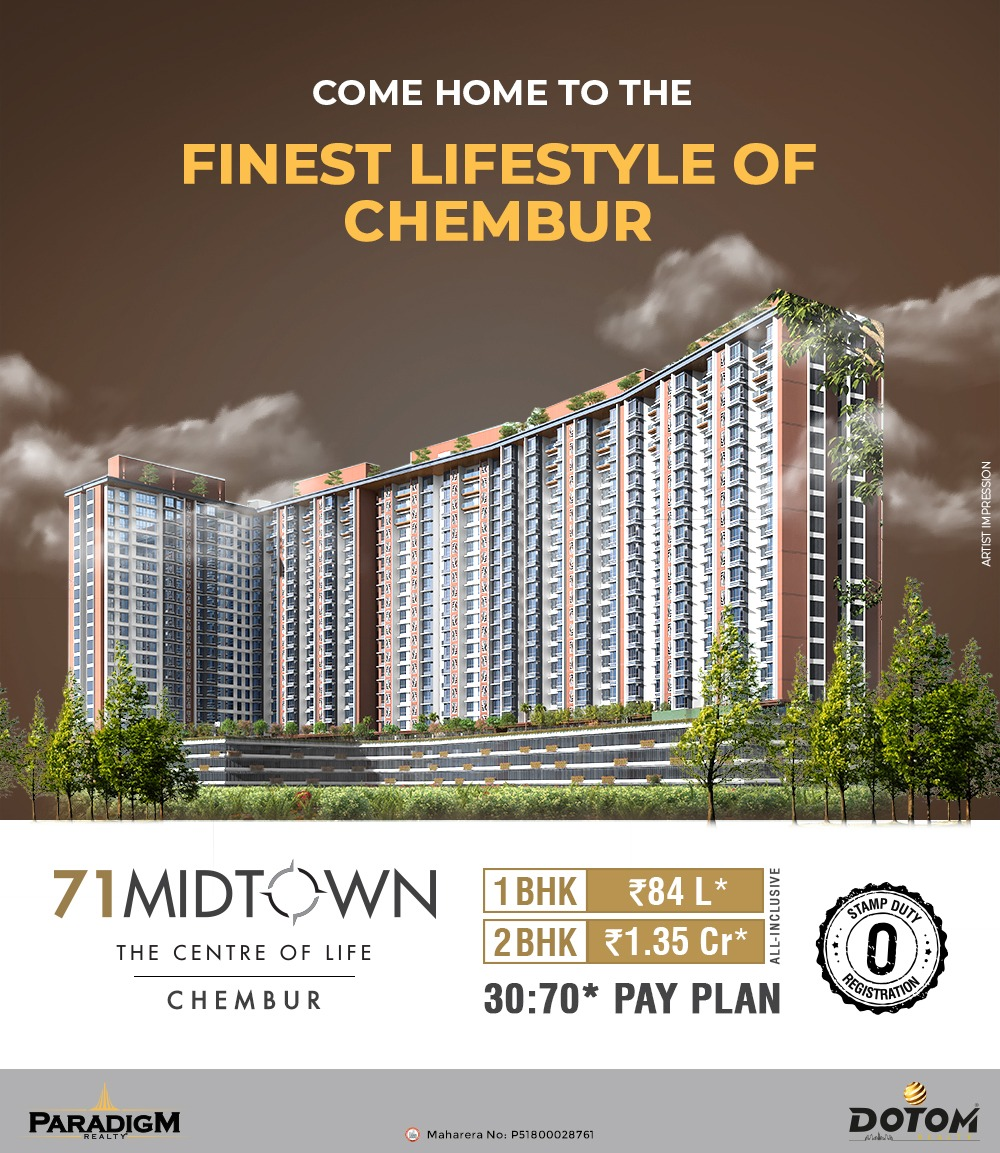 COME HOME TO THE
FINEST LIFESTYLE OF
CHEMBUR
ARTIST IMPRESSION
71 MIDTOWN
THE CENTRE OF LIFE
CHEMBUR
1 BHK ₹84 L*
2 BHK ₹1.35 Cr*
ALL-INCLUSIVE
30:70* PAY PLAN
STAMP DUTY
0
REGISTRATION
PARADIGM
REALTY
Maharera No: P51800028761
DOTOM